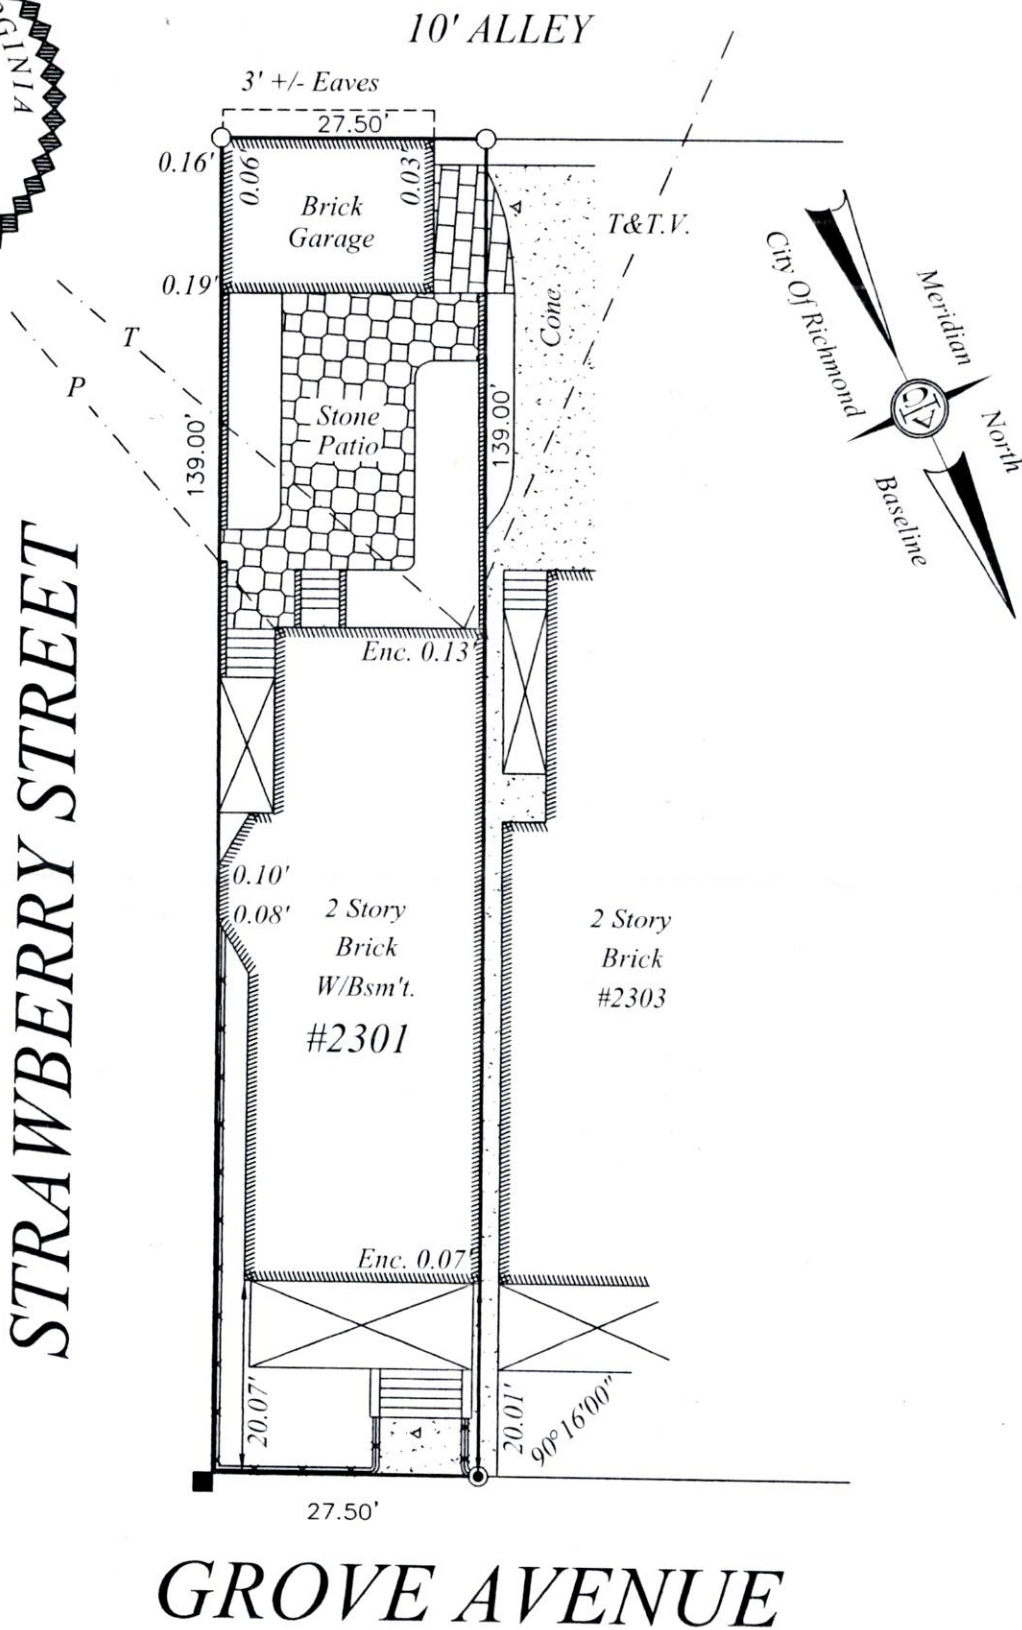 10' ALLEY
3' +/- Eaves
27.50'
0.16'
0.06'
0.03'
Brick
Garage
0.19'
T&T.V.
Conc.
T
P
Stone
Patio
139.00'
139.00'
City Of Richmond
Meridian
North
Baseline
Enc. 0.13'
0.10'
0.08'
2 Story
Brick
W/Bsm't.
#2301
2 Story
Brick
#2303
STRAWBERRY STREET
Enc. 0.07'
20.07'
20.01'
90°16'00"
27.50'
GROVE AVENUE